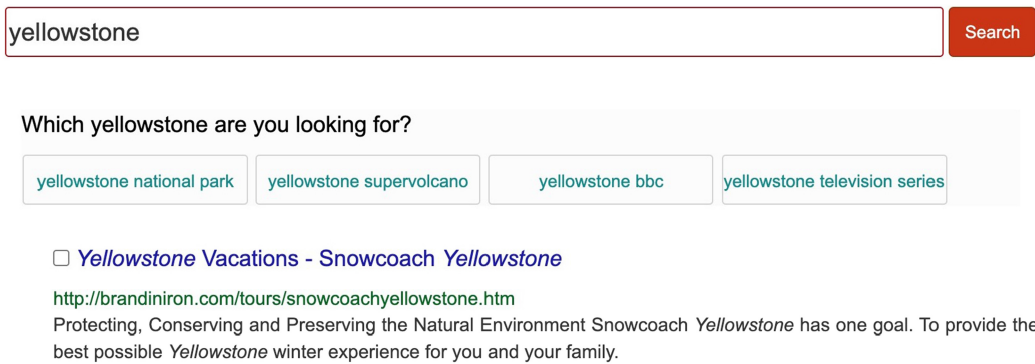 yellowstone
Search
Which yellowstone are you looking for?
yellowstone national park
yellowstone supervolcano
yellowstone bbc
yellowstone television series
Yellowstone Vacations - Snowcoach Yellowstone
http://brandiniron.com/tours/snowcoachyellowstone.htm
Protecting, Conserving and Preserving the Natural Environment Snowcoach Yellowstone has one goal. To provide the
best possible Yellowstone winter experience for you and your family.